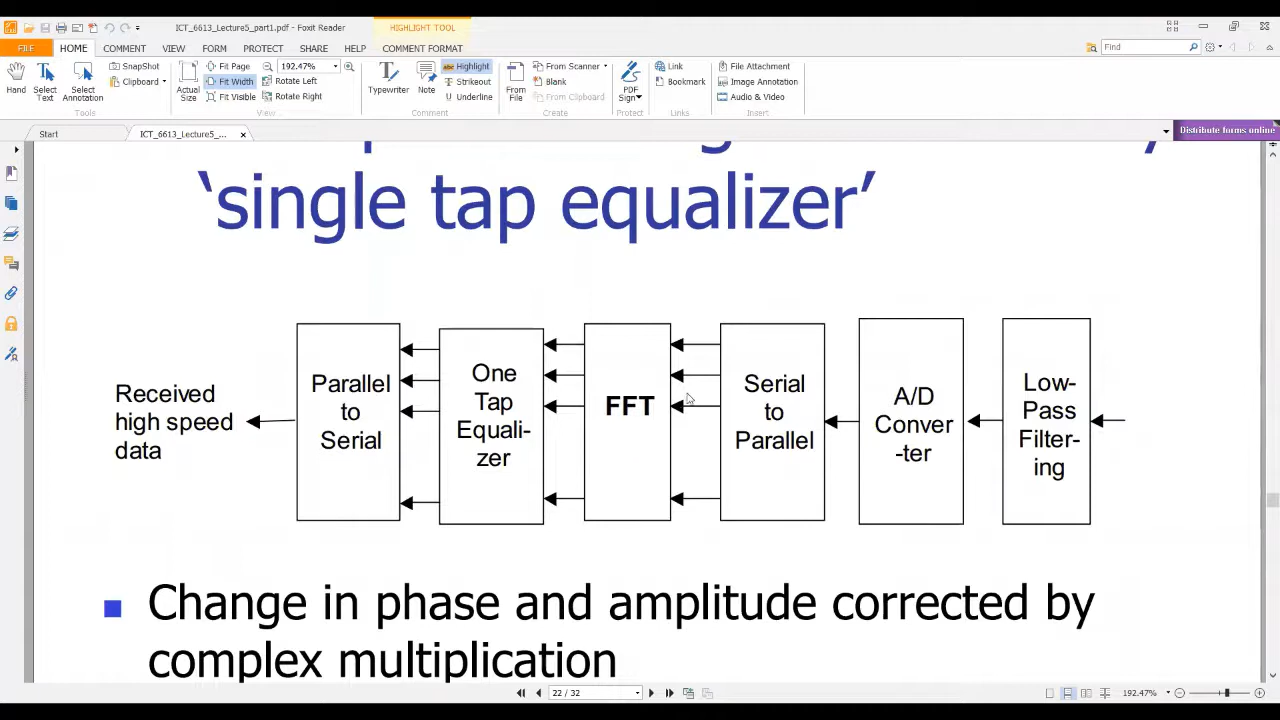 ICT_6613_Lecture5_part1.pdf - Foxit Reader
HIGHLIGHT TOOL
FILE HOME COMMENT VIEW FORM PROTECT SHARE HELP COMMENT FORMAT
Find
Hand
Select
Text
Select
Annotation
SnapShot
Clipboard
Tools
Actual
Size
Fit Page
Fit Width
Fit Visible
192.47%
Rotate Left
Rotate Right
View
Typewriter
Note
Highlight
Strikeout
Underline
Comment
From
File
From Scanner
Blank
From Clipboard
Create
PDF
Sign
Protect
Link
Bookmark
Links
File Attachment
Image Annotation
Audio & Video
Insert
Start
ICT_6613_Lecture5_...
Distribute forms online
‘single tap equalizer’
Received
high speed
data
Parallel
to
Serial
One
Tap
Equali-
zer
FFT
Serial
to
Parallel
A/D
Conver
-ter
Low-
Pass
Filter-
ing
Change in phase and amplitude corrected by
complex multiplication
22 / 32
192.47%